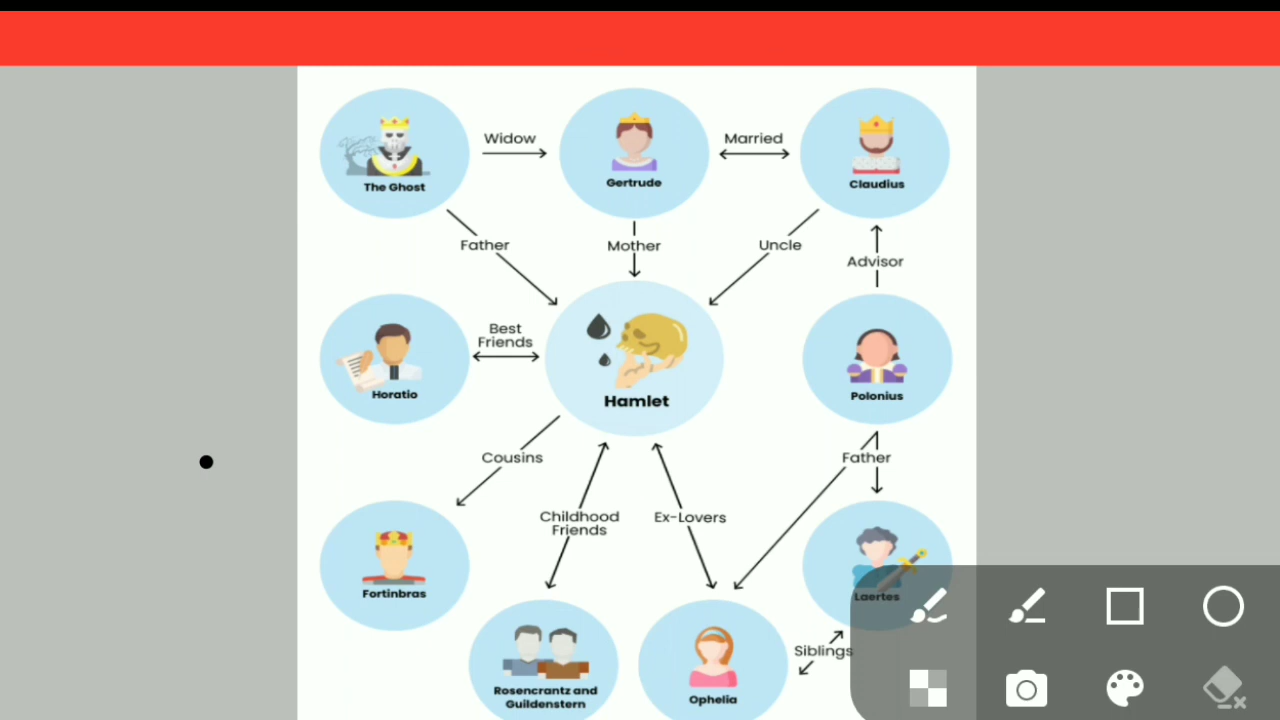 Widow
Married
The Ghost
Gertrude
Claudius
Father
Mother
Uncle
Advisor
Best
Friends
Horatio
Hamlet
Polonius
Cousins
Father
Childhood
Friends
Ex-Lovers
Fortinbras
Laertes
Siblings
Rosencrantz and
Guildenstern
Ophelia